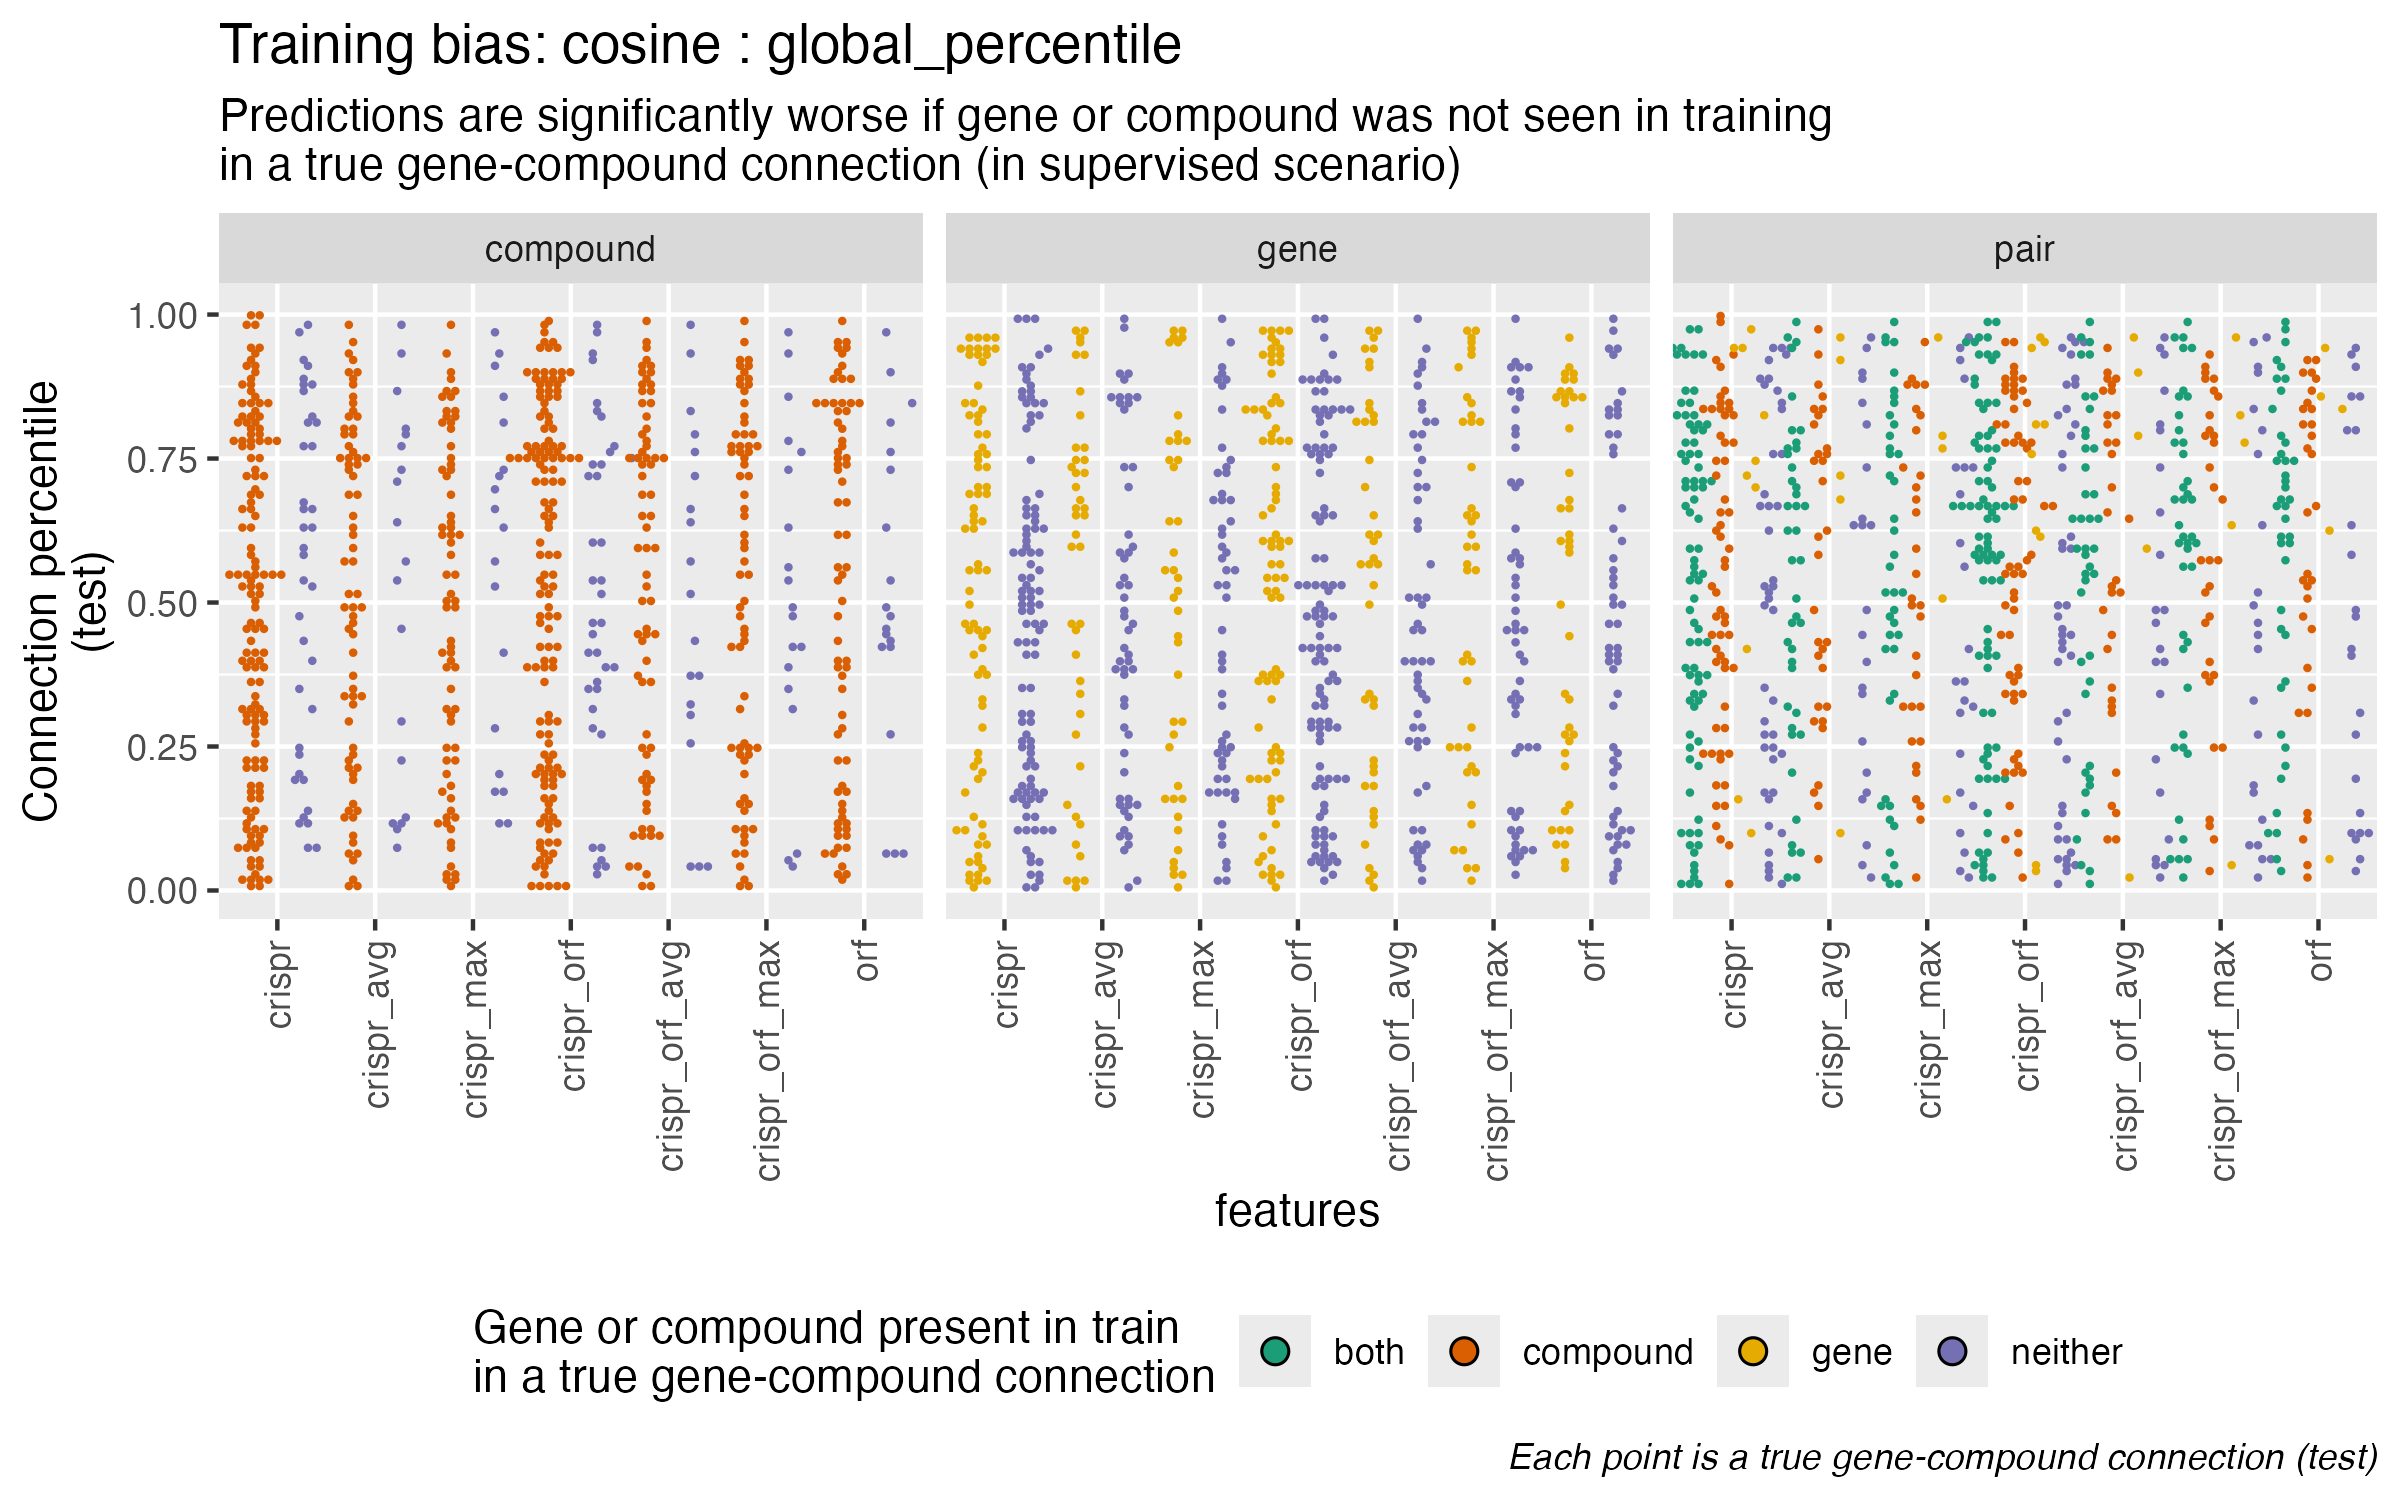 Training bias: cosine : global_percentile
Predictions are significantly worse if gene or compound was not seen in training
in a true gene-compound connection (in supervised scenario)
compound
gene
pair
Connection percentile
(test)
1.00
0.75
0.50
0.25
0.00
crispr
crispr_avg
crispr_max
crispr_orf
crispr_orf_avg
crispr_orf_max
orf
crispr
crispr_avg
crispr_max
crispr_orf
crispr_orf_avg
crispr_orf_max
orf
crispr
crispr_avg
crispr_max
crispr_orf
crispr_orf_avg
crispr_orf_max
orf
features
Gene or compound present in train
in a true gene-compound connection
both
compound
gene
neither
Each point is a true gene-compound connection (test)